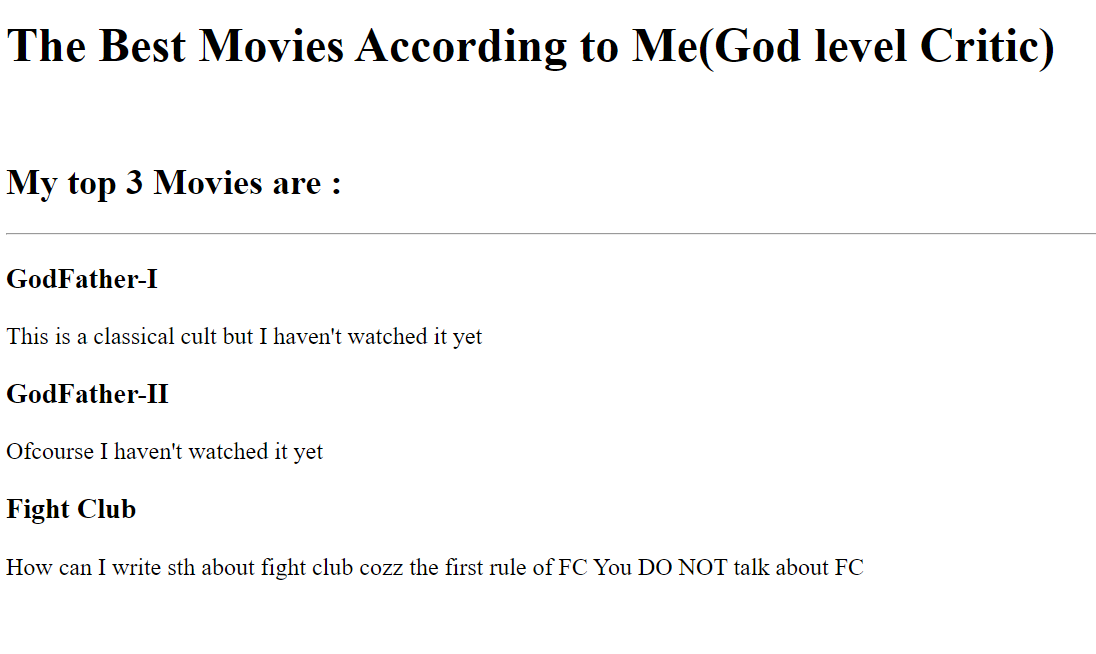 The Best Movies According to Me(God level Critic)
My top 3 Movies are :
GodFather-I
This is a classical cult but I haven't watched it yet
GodFather-II
Ofcourse I haven't watched it yet
Fight Club
How can I write sth about fight club cozz the first rule of FC You DO NOT talk about FC